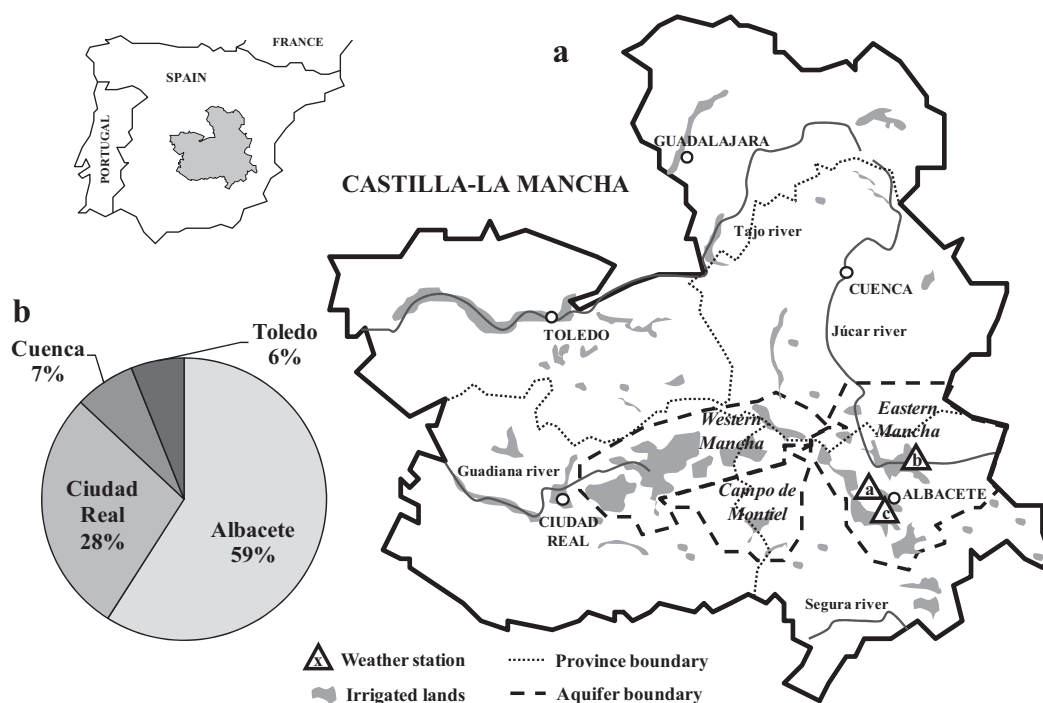 FRANCE
SPAIN
PORTUGAL
a
GUADALAJARA
CASTILLA-LA MANCHA
Tajo river
CUENCA
TOLEDO
Júcar river
Western
Mancha
Eastern
Mancha
b
Guadiana river
a
ALBACETE
c
Campo de
Montiel
CIUDAD
REAL
Segura river
b
Toledo
6%
Cuenca
7%
Ciudad
Real
28%
Albacete
59%
x Weather station
Province boundary
Irrigated lands
Aquifer boundary